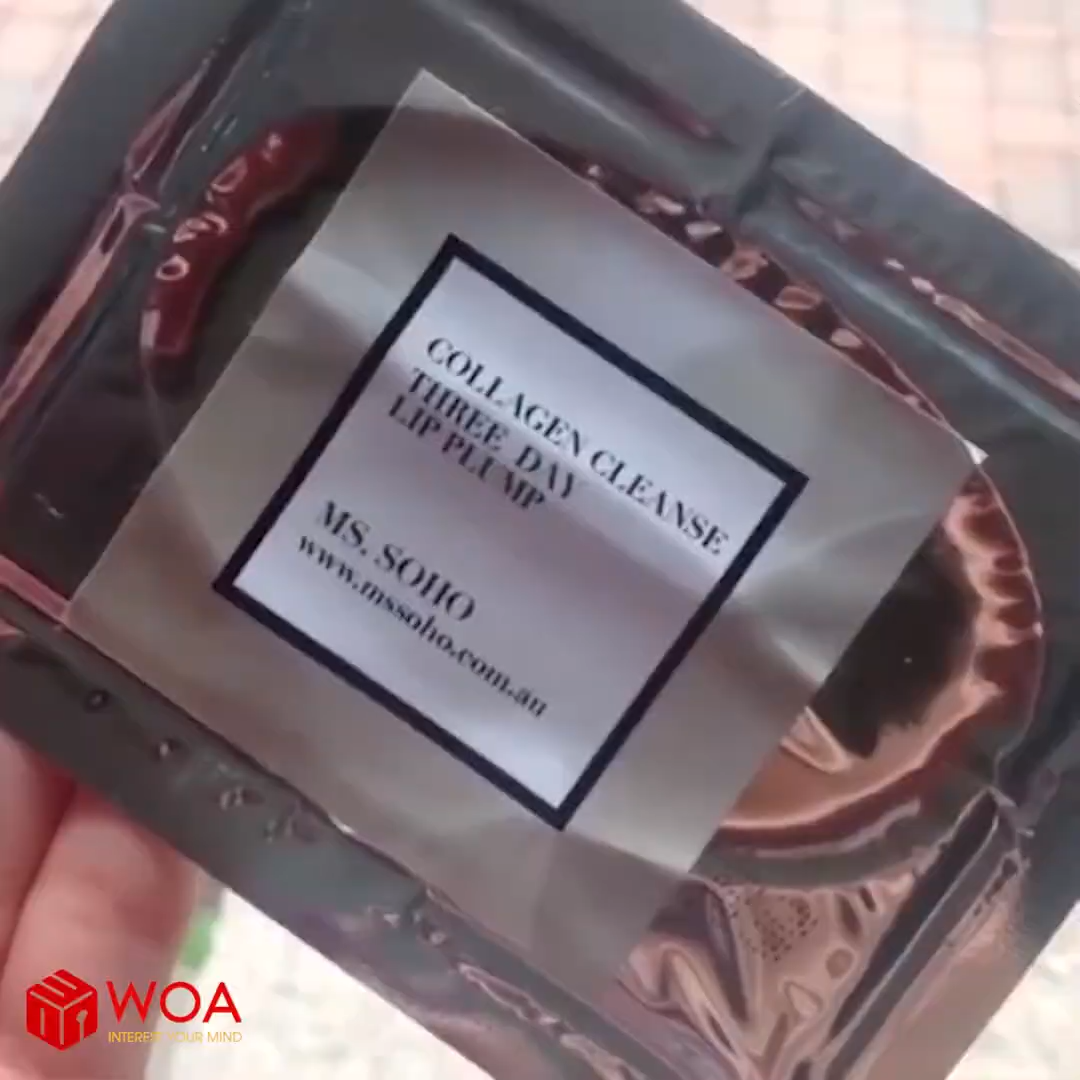 COLLAGEN CLEANSE
THREE DAY
LIP PLUMP
MS. SOHO
www.mssoho.com.au
WOA
INTEREST YOUR MIND